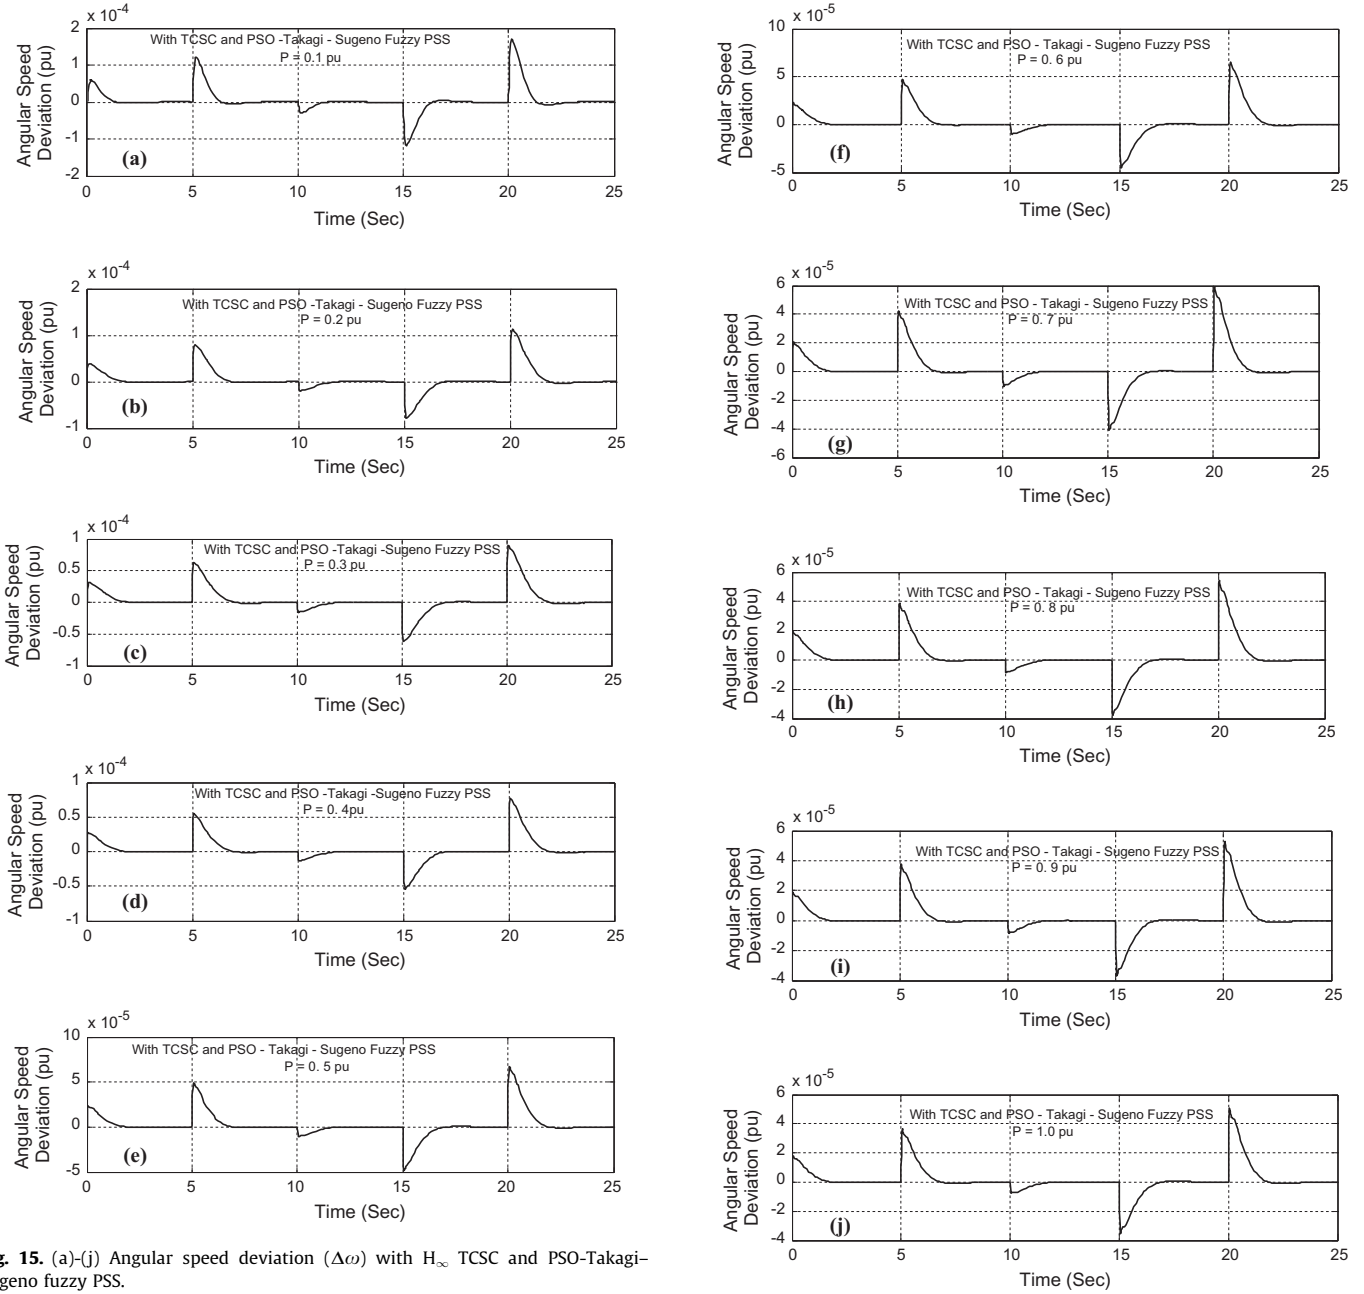 x 10-4
2
1
0
-1
-2
Angular Speed
Deviation (pu)
With TCSC and PSO -Takagi - Sugeno Fuzzy PSS
P = 0.1 pu
(a)
0 5 10 15 20 25
Time (Sec)
x 10-4
2
1
0
-1
Angular Speed
Deviation (pu)
With TCSC and PSO -Takagi - Sugeno Fuzzy PSS
P = 0.2 pu
(b)
0 5 10 15 20 25
Time (Sec)
x 10-4
1
0.5
0
-0.5
-1
Angular Speed
Deviation (pu)
With TCSC and PSO -Takagi -Sugeno Fuzzy PSS
P = 0.3 pu
(c)
0 5 10 15 20 25
Time (Sec)
x 10-4
1
0.5
0
-0.5
-1
Angular Speed
Deviation (pu)
With TCSC and PSO -Takagi -Sugeno Fuzzy PSS
P = 0. 4pu
(d)
0 5 10 15 20 25
Time (Sec)
x 10-5
10
5
0
-5
Angular Speed
Deviation (pu)
With TCSC and PSO - Takagi - Sugeno Fuzzy PSS
P = 0. 5 pu
(e)
0 5 10 15 20 25
Time (Sec)
g. 15. (a)-(j) Angular speed deviation (Δω) with H∞ TCSC and PSO-Takagi–
geno fuzzy PSS.
x 10-5
10
5
0
-5
Angular Speed
Deviation (pu)
With TCSC and PSO - Takagi - Sugeno Fuzzy PSS
P = 0. 6 pu
(f)
0 5 10 15 20 25
Time (Sec)
x 10-5
6
4
2
0
-2
-4
-6
Angular Speed
Deviation (pu)
With TCSC and PSO - Takagi - Sugeno Fuzzy PSS
P = 0. 7 pu
(g)
0 5 10 15 20 25
Time (Sec)
x 10-5
6
4
2
0
-2
-4
Angular Speed
Deviation (pu)
With TCSC and PSO - Takagi - Sugeno Fuzzy PSS
P = 0. 8 pu
(h)
0 5 10 15 20 25
Time (Sec)
x 10-5
6
4
2
0
-2
-4
Angular Speed
Deviation (pu)
With TCSC and PSO - Takagi - Sugeno Fuzzy PSS
P = 0. 9 pu
(i)
0 5 10 15 20 25
Time (Sec)
x 10-5
6
4
2
0
-2
-4
Angular Speed
Deviation (pu)
With TCSC and PSO - Takagi - Sugeno Fuzzy PSS
P = 1.0 pu
(j)
0 5 10 15 20 25
Time (Sec)